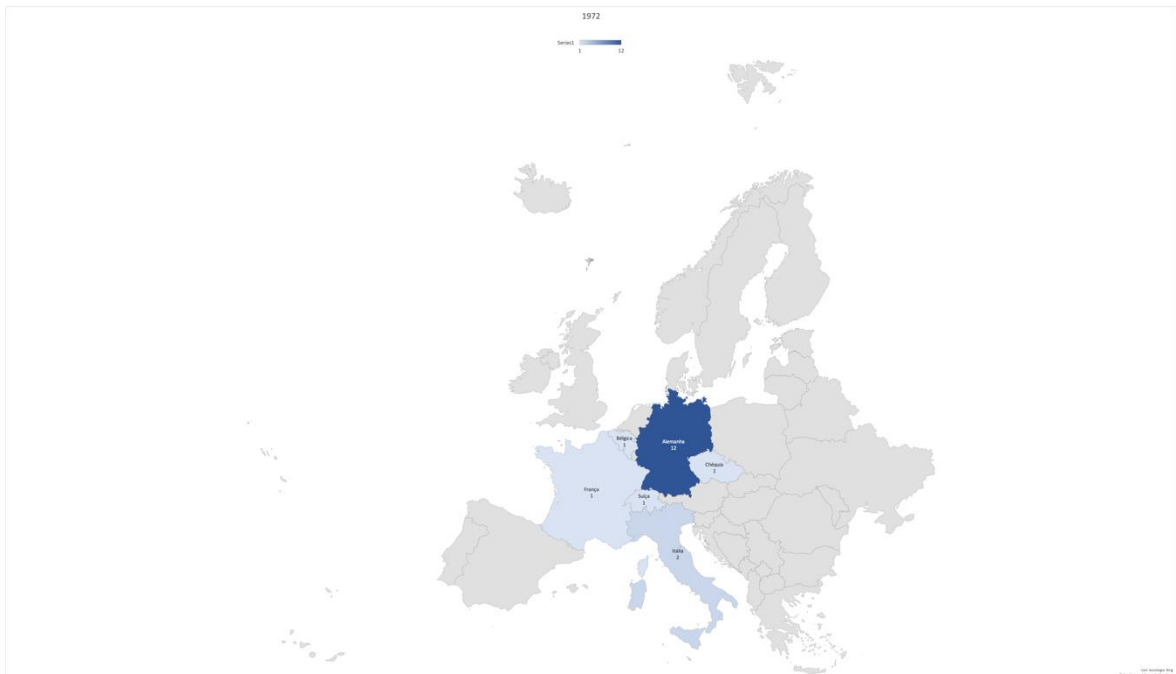 1972
Series1
1 12
Bélgica
1
Alemanha
12
Chéquia
1
França
1
Suíça
1
Itália
2